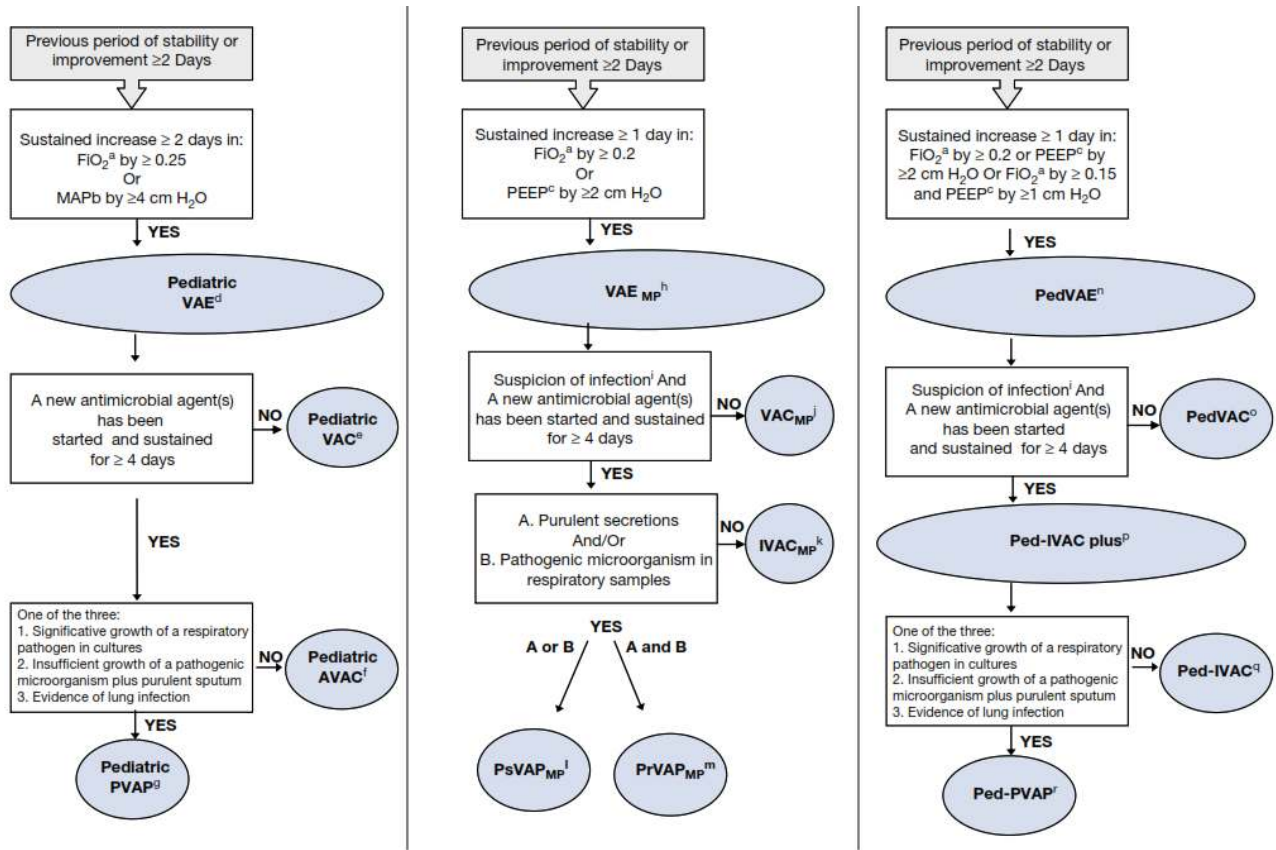 Previous period of stability or
improvement ≥2 Days
Sustained increase ≥ 2 days in:
FiO₂ᵃ by ≥ 0.25
Or
MAPb by ≥4 cm H₂O
YES
Pediatric
VAEᵈ
A new antimicrobial agent(s)
has been
started and sustained
for ≥ 4 days
NO
Pediatric
VACᵉ
YES
One of the three:
1. Significative growth of a respiratory
pathogen in cultures
2. Insufficient growth of a pathogenic
microorganism plus purulent sputum
3. Evidence of lung infection
NO
Pediatric
AVACᶠ
YES
Pediatric
PVAPᵍ
Previous period of stability or
improvement ≥2 Days
Sustained increase ≥ 1 day in:
FiO₂ᵃ by ≥ 0.2
Or
PEEPᶜ by ≥2 cm H₂O
YES
VAE MPʰ
Suspicion of infectionⁱ And
A new antimicrobial agent(s)
has been started and sustained
for ≥ 4 days
NO
VACMPʲ
YES
A. Purulent secretions
And/Or
B. Pathogenic microorganism in
respiratory samples
NO
IVACMPᵏ
YES
A or B
A and B
PsVAPMPˡ
PrVAPMPᵐ
Previous period of stability or
improvement ≥2 Days
Sustained increase ≥ 1 day in:
FiO₂ᵃ by ≥ 0.2 or PEEPᶜ by
≥2 cm H₂O Or FiO₂ᵃ by ≥ 0.15
and PEEPᶜ by ≥1 cm H₂O
YES
PedVAEⁿ
Suspicion of infectionⁱ And
A new antimicrobial agent(s)
has been started
and sustained for ≥ 4 days
NO
PedVACᵒ
YES
Ped-IVAC plusᵖ
One of the three:
1. Significative growth of a respiratory
pathogen in cultures
2. Insufficient growth of a pathogenic
microorganism plus purulent sputum
3. Evidence of lung infection
NO
Ped-IVAC^q
YES
Ped-PVAPʳ